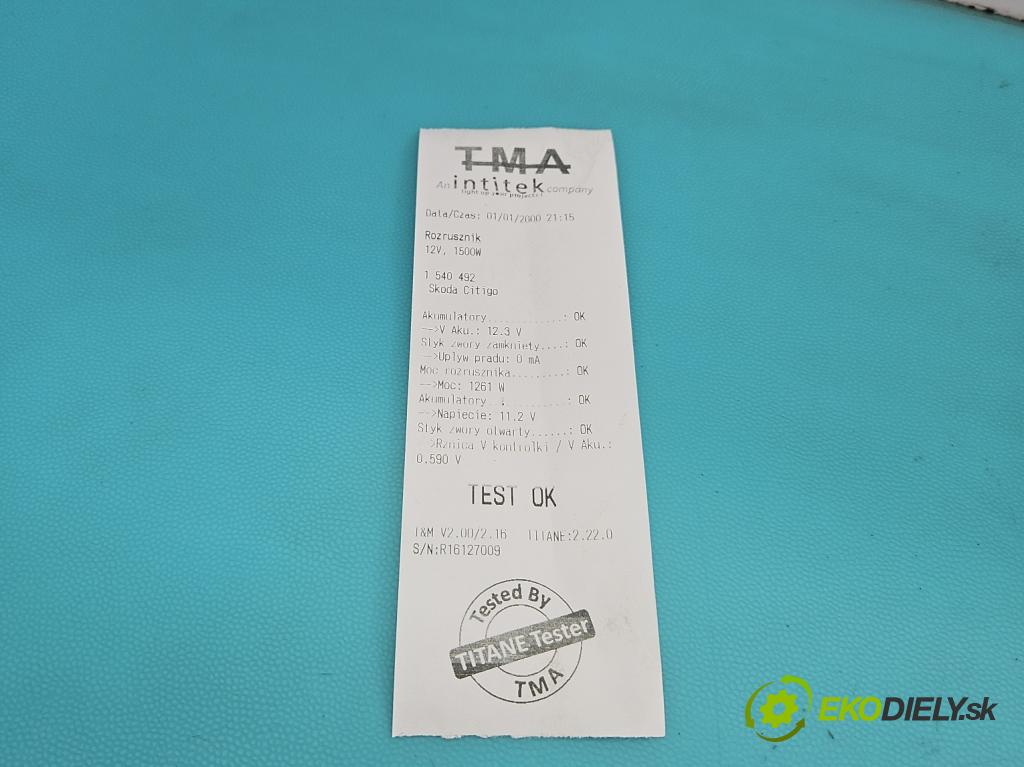 TMA
An intitek company
light up your projects!
Data/Czas: 01/01/2000 21:15
Rozrusznik
12V, 1500W
1 540 492
Skoda Citigo
Akumulatory............: OK
-->V Aku.: 12.3 V
Styk zwory zamkniety....: OK
-->Uplyw pradu: 0 mA
Moc rozrusznika.........: OK
-->Moc: 1261 W
Akumulatory ............: OK
-->Napiecie: 11.2 V
Styk zwory otwarty......: OK
-->Rznica V kontrolki / V Aku.:
0.590 V
TEST OK
T&M V2.00/2.16 TITANE:2.22.0
S/N:R16127009
Tested By
TITANE Tester
TMA
EKODIELY.sk